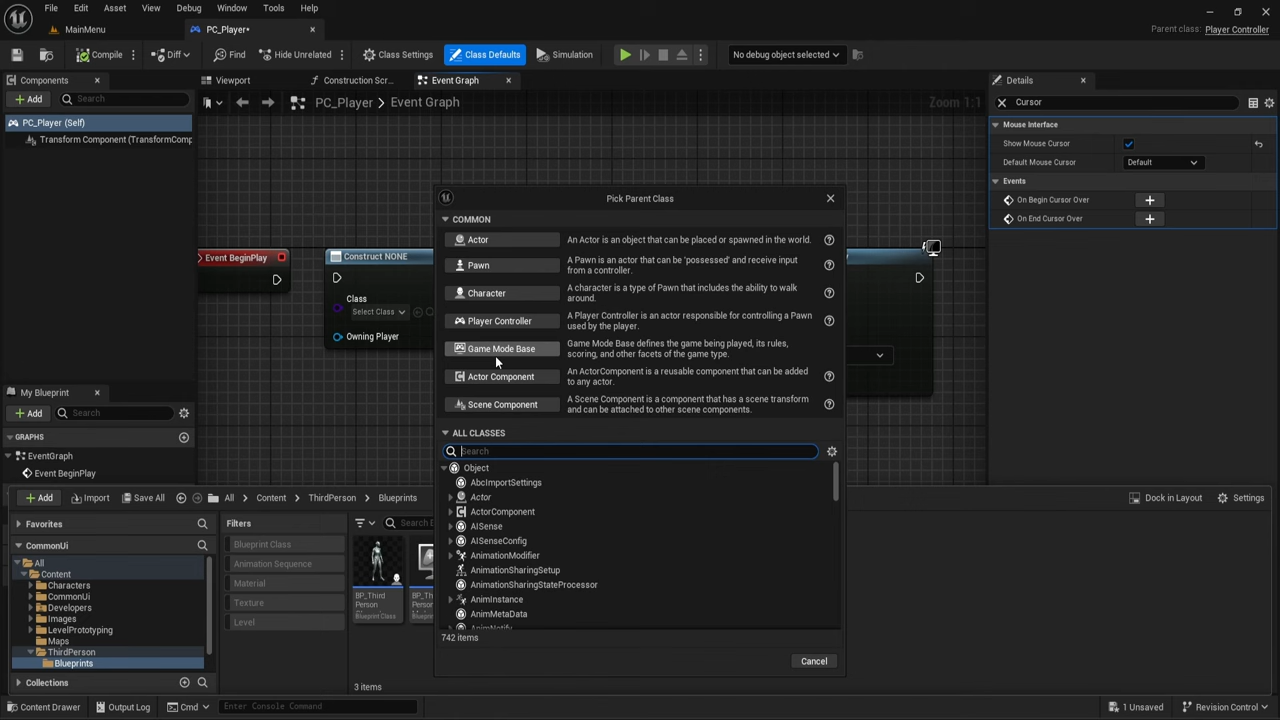 File Edit Asset View Debug Window Tools Help
MainMenu
PC_Player*
Parent class: Player Controller
Compile
Diff
Find
Hide Unrelated
Class Settings
Class Defaults
Simulation
No debug object selected
Components
Viewport
Construction Scr...
Event Graph
Details
Add
Search
PC_Player > Event Graph
Zoom 1:1
Cursor
PC_Player (Self)
Transform Component (TransformComp
Mouse Interface
Show Mouse Cursor
Default Mouse Cursor
Default
Events
On Begin Cursor Over
On End Cursor Over
Event BeginPlay
Construct NONE
Class
Select Class
Owning Player
Pick Parent Class
COMMON
Actor
An Actor is an object that can be placed or spawned in the world.
Pawn
A Pawn is an actor that can be 'possessed' and receive input
from a controller.
Character
A character is a type of Pawn that includes the ability to walk
around.
Player Controller
A Player Controller is an actor responsible for controlling a Pawn
used by the player.
Game Mode Base
Game Mode Base defines the game being played, its rules,
scoring, and other facets of the game type.
Actor Component
An ActorComponent is a reusable component that can be added
to any actor.
Scene Component
A Scene Component is a component that has a scene transform
and can be attached to other scene components.
ALL CLASSES
Search
Object
AbcImportSettings
Actor
ActorComponent
AISense
AISenseConfig
AnimationModifier
AnimationSharingSetup
AnimationSharingStateProcessor
AnimInstance
AnimMetaData
AnimNotify
742 items
Cancel
My Blueprint
Add
Search
GRAPHS
EventGraph
Event BeginPlay
Add
Import
Save All
All > Content > ThirdPerson > Blueprints
Dock in Layout
Settings
Favorites
CommonUi
All
Content
Characters
CommonUi
Developers
Images
LevelPrototyping
Maps
ThirdPerson
Blueprints
Collections
Filters
Blueprint Class
Animation Sequence
Material
Texture
Level
BP_Third
Person
Blueprint Class
BP_Th
Person
3 items
Content Drawer
Output Log
Cmd
Enter Console Command
1 Unsaved
Revision Control